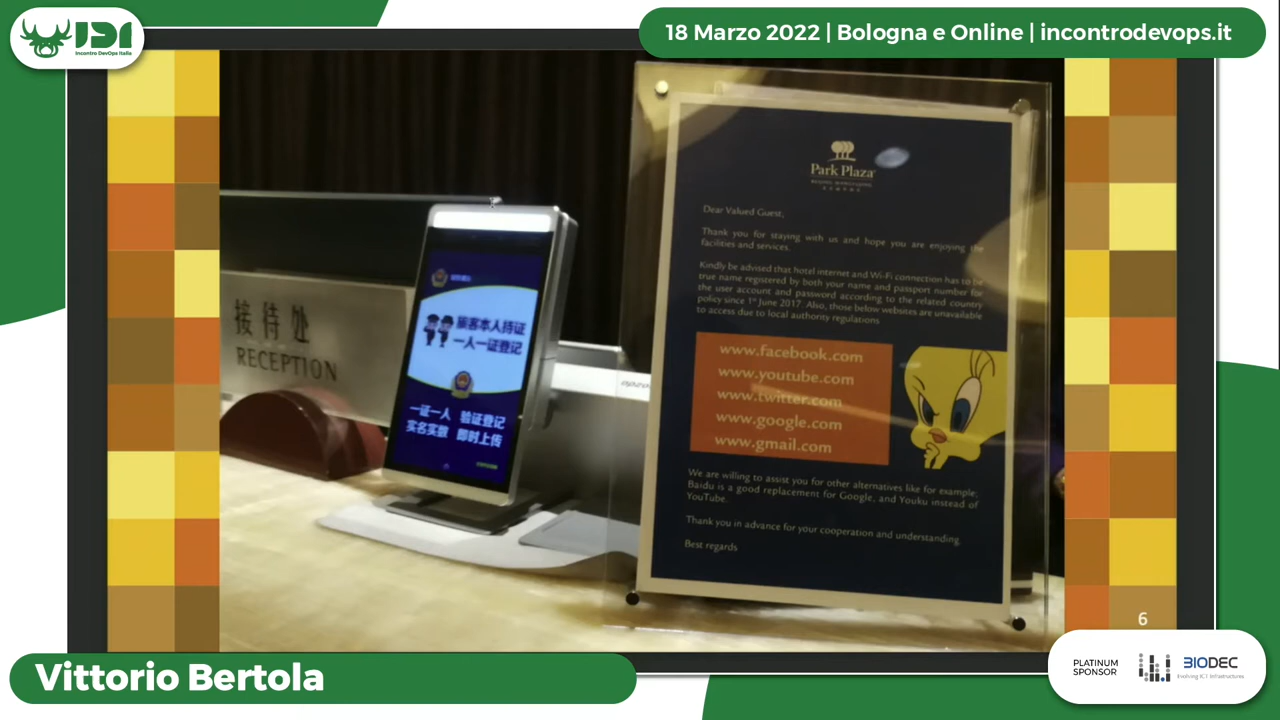 IDI
Incontro DevOps Italia
18 Marzo 2022 | Bologna e Online | incontrodevops.it
接待处
RECEPTION
旅客本人持证
一人一证登记
一证一人 验证登记
实名实数 即时上传
Park Plaza
Dear Valued Guest,
Thank you for staying with us and hope you are enjoying the
facilities and services.
Kindly be advised that hotel internet and Wi-Fi connection has to be
true name registered by both your name and passport number for
the user account and password according to the related country
policy since 1st June 2017. Also, those below websites are unavailable
to access due to local authority regulations
www.facebook.com
www.youtube.com
www.twitter.com
www.google.com
www.gmail.com
We are willing to assist you for other alternatives like for example;
Baidu is a good replacement for Google, and Youku instead of
YouTube.
Thank you in advance for your cooperation and understanding.
Best regards
6
Vittorio Bertola
PLATINUM
SPONSOR
BIODEC
Evolving ICT Infrastructures